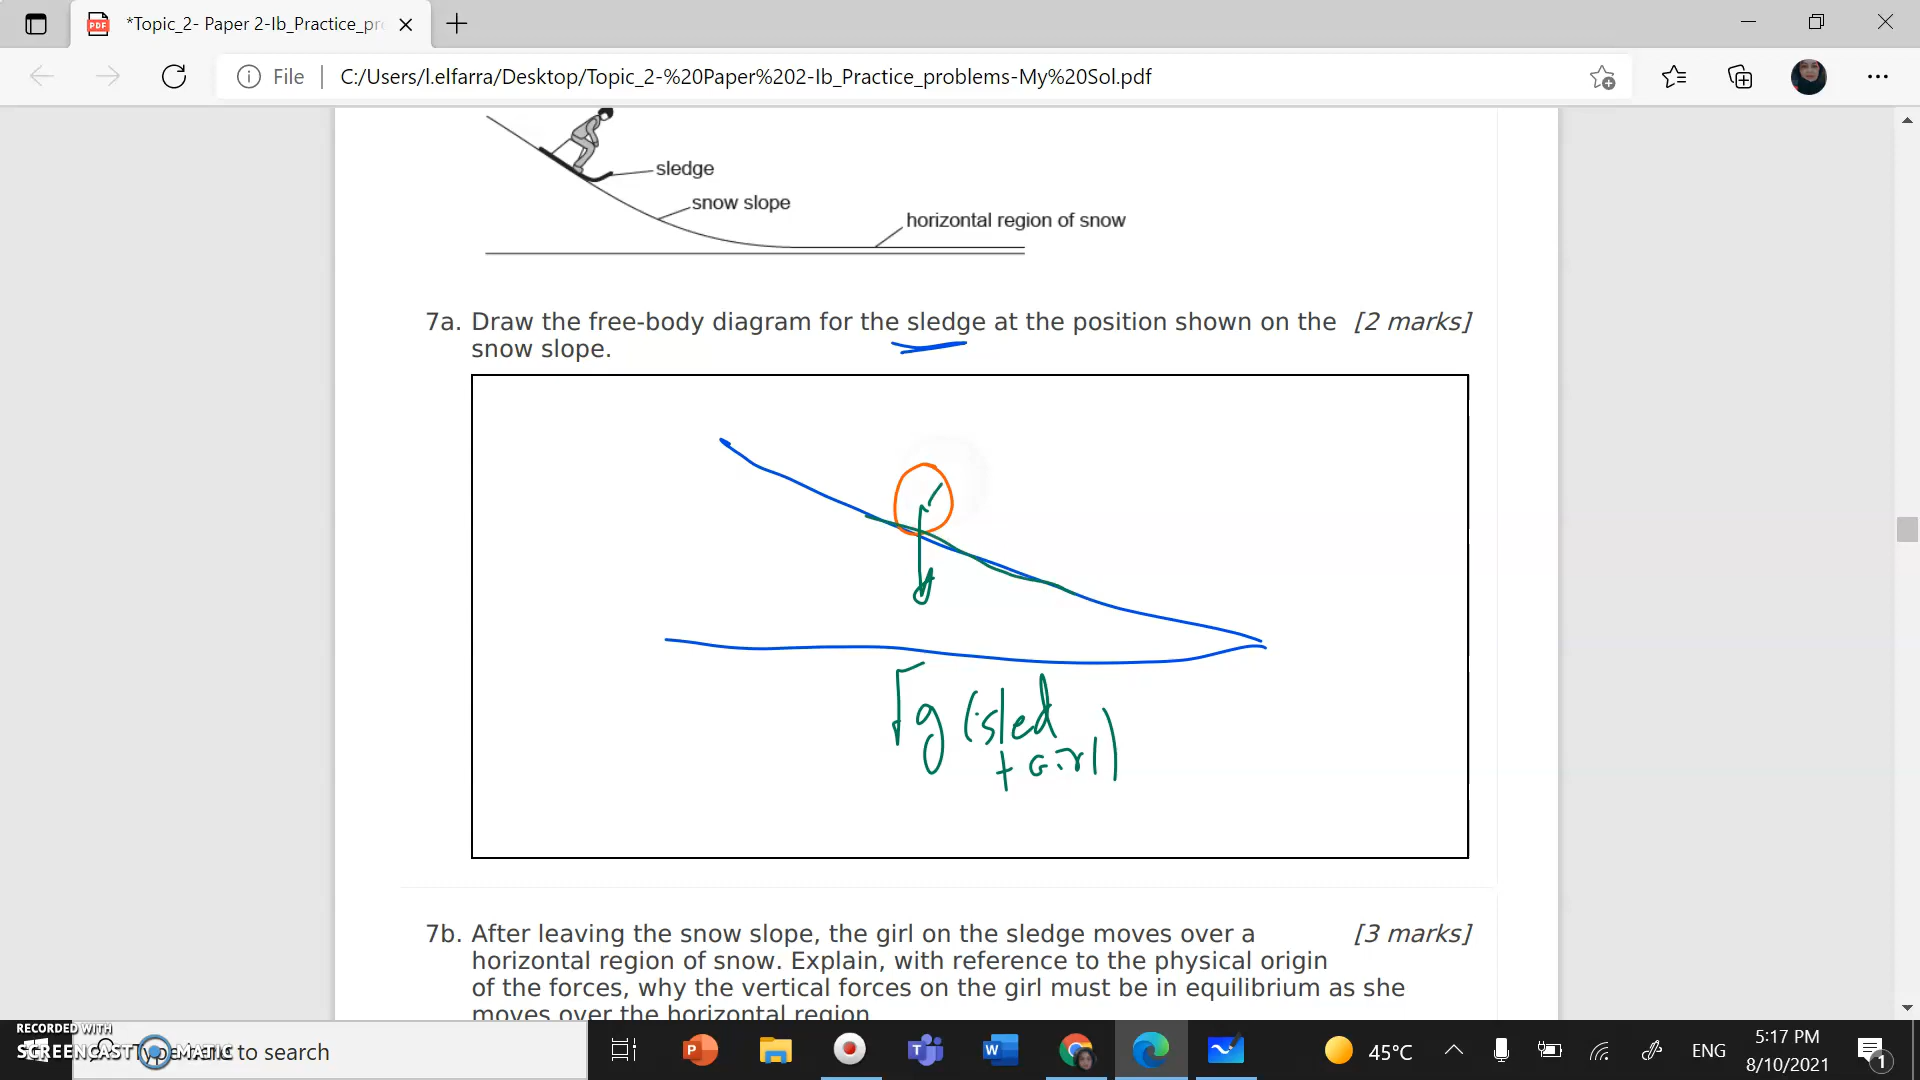 *Topic_2- Paper 2-Ib_Practice_pr
File
C:/Users/l.elfarra/Desktop/Topic_2-%20Paper%202-Ib_Practice_problems-My%20Sol.pdf
sledge
snow slope
horizontal region of snow
7a. Draw the free-body diagram for the sledge at the position shown on the [2 marks]
snow slope.
Fg (sled
+ Girl)
7b. After leaving the snow slope, the girl on the sledge moves over a [3 marks]
horizontal region of snow. Explain, with reference to the physical origin
of the forces, why the vertical forces on the girl must be in equilibrium as she
moves over the horizontal region
RECORDED WITH
SCREENCAST MATIC
to search
45°C
ENG
5:17 PM
8/10/2021
1